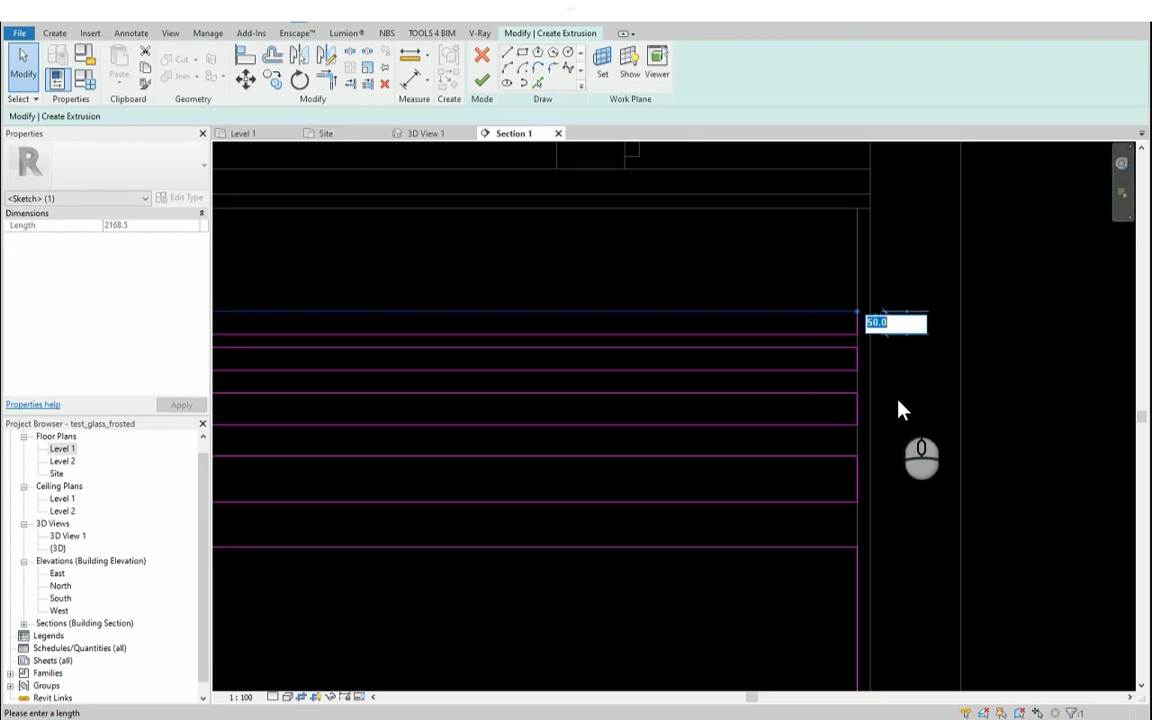 File Create Insert Annotate View Manage Add-Ins Enscape™ Lumion® NBS TOOLS 4 BIM V-Ray Modify | Create Extrusion
Modify Paste Cut Join Set Show Viewer
Select Properties Clipboard Geometry Modify Measure Create Mode Draw Work Plane
Modify | Create Extrusion
Properties Level 1 Site 3D View 1 Section 1
R
<Sketch> (1) Edit Type
Dimensions
Length 2168.5
50.0
Properties help Apply
Project Browser - test_glass_frosted
Floor Plans
Level 1
Level 2
Site
Ceiling Plans
Level 1
Level 2
3D Views
3D View 1
{3D}
Elevations (Building Elevation)
East
North
South
West
Sections (Building Section)
Legends
Schedules/Quantities (all)
Sheets (all)
Families
Groups
Revit Links
1 : 100
Please enter a length :1